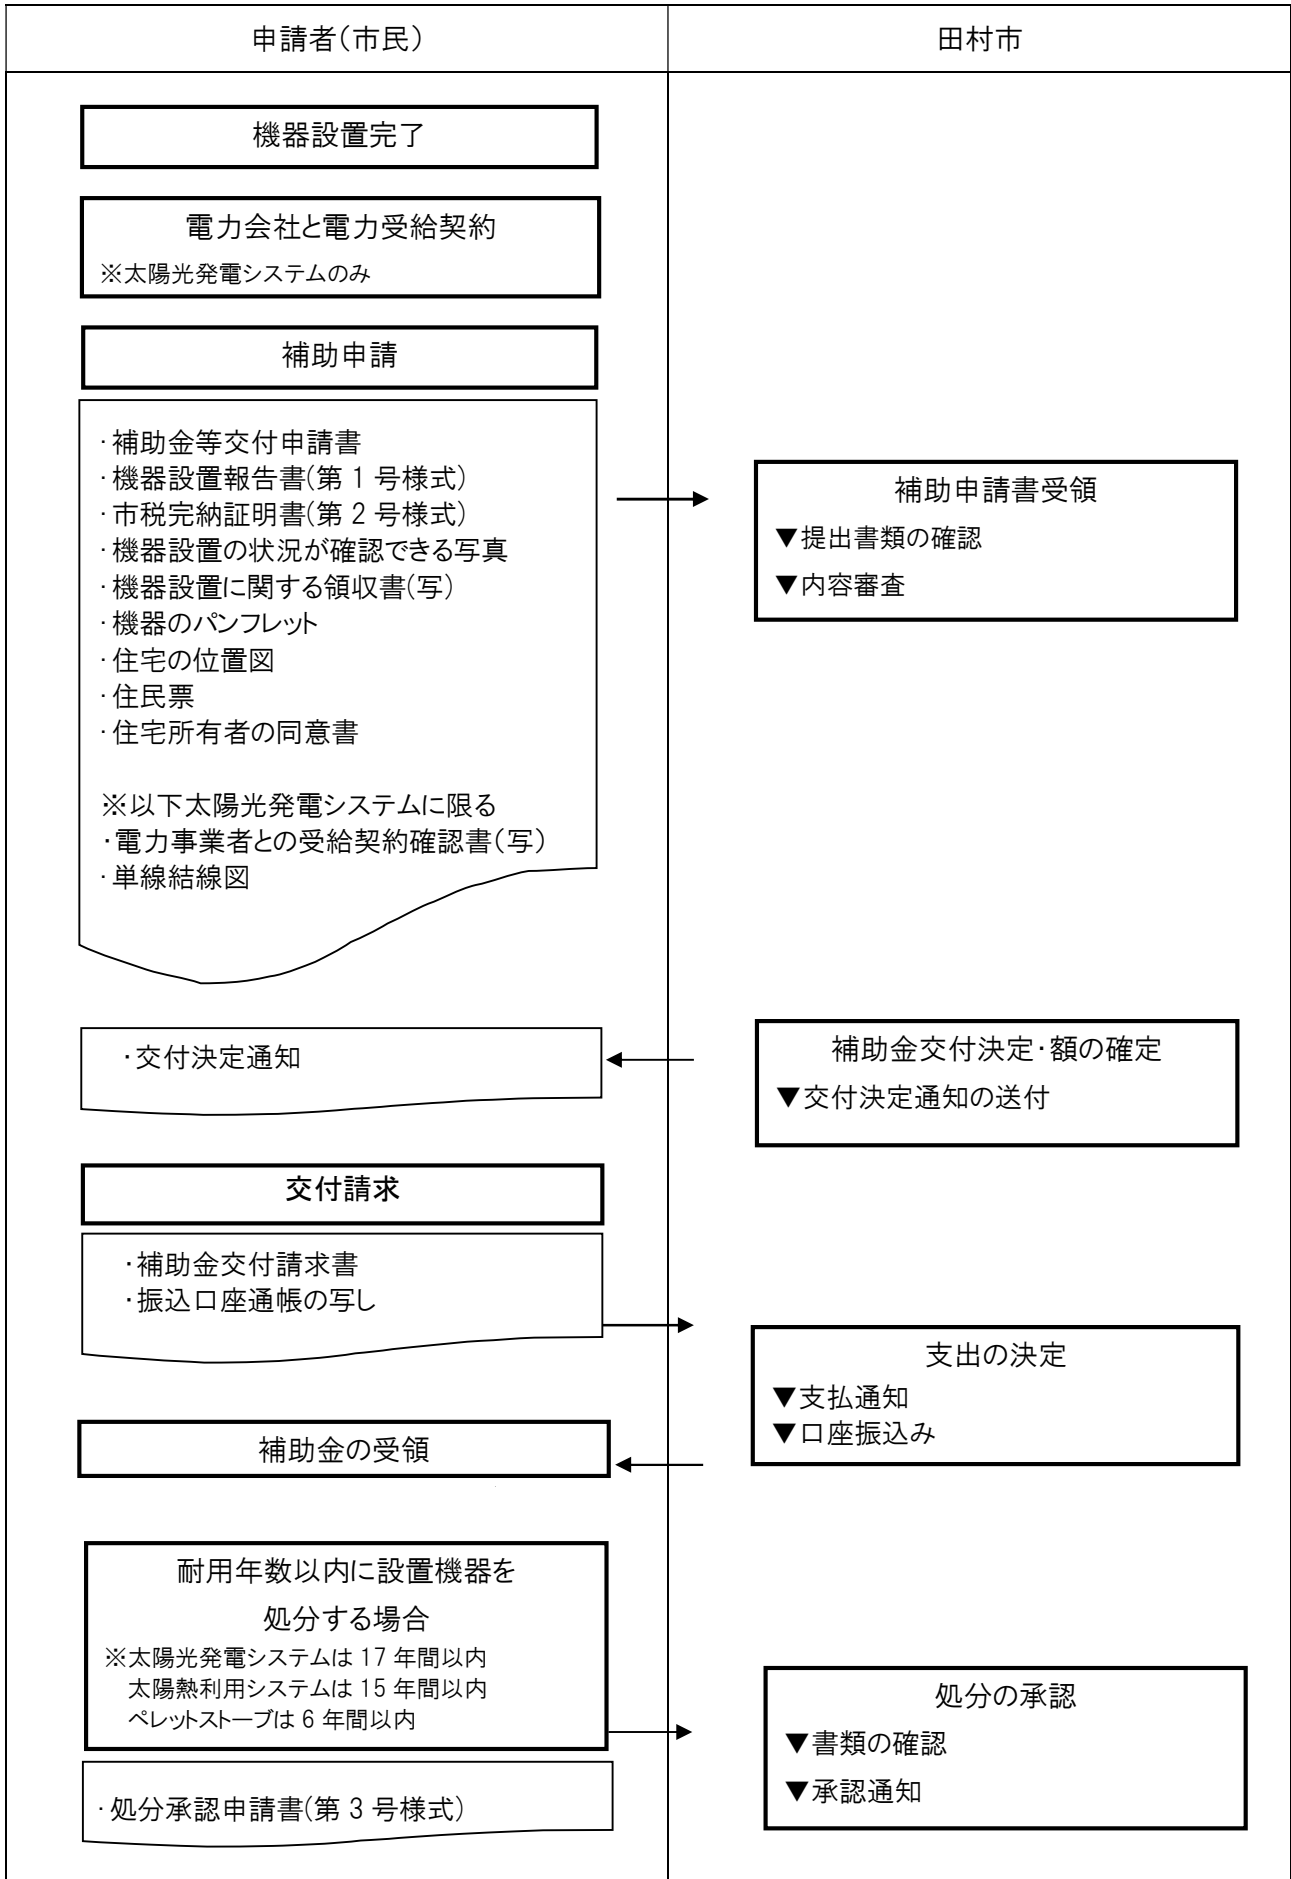 申請者（市民）
田村市
機器設置完了
電力会社と電力受給契約
※太陽光発電システムのみ
補助申請
・補助金等交付申請書
・機器設置報告書(第 1 号様式)
・市税完納証明書(第 2 号様式)
・機器設置の状況が確認できる写真
・機器設置に関する領収書(写)
・機器のパンフレット
・住宅の位置図
・住民票
・住宅所有者の同意書
※以下太陽光発電システムに限る
・電力事業者との受給契約確認書（写）
・単線結線図
補助申請書受領
▼提出書類の確認
▼内容審査
補助金交付決定・額の確定
▼交付決定通知の送付
・交付決定通知
交付請求
・補助金交付請求書
・振込口座通帳の写し
支出の決定
▼支払通知
▼口座振込み
補助金の受領
耐用年数以内に設置機器を
処分する場合
※太陽光発電システムは 17 年間以内
太陽熱利用システムは 15 年間以内
ペレットストーブは 6 年間以内
・処分承認申請書(第 3 号様式)
処分の承認
▼書類の確認
▼承認通知